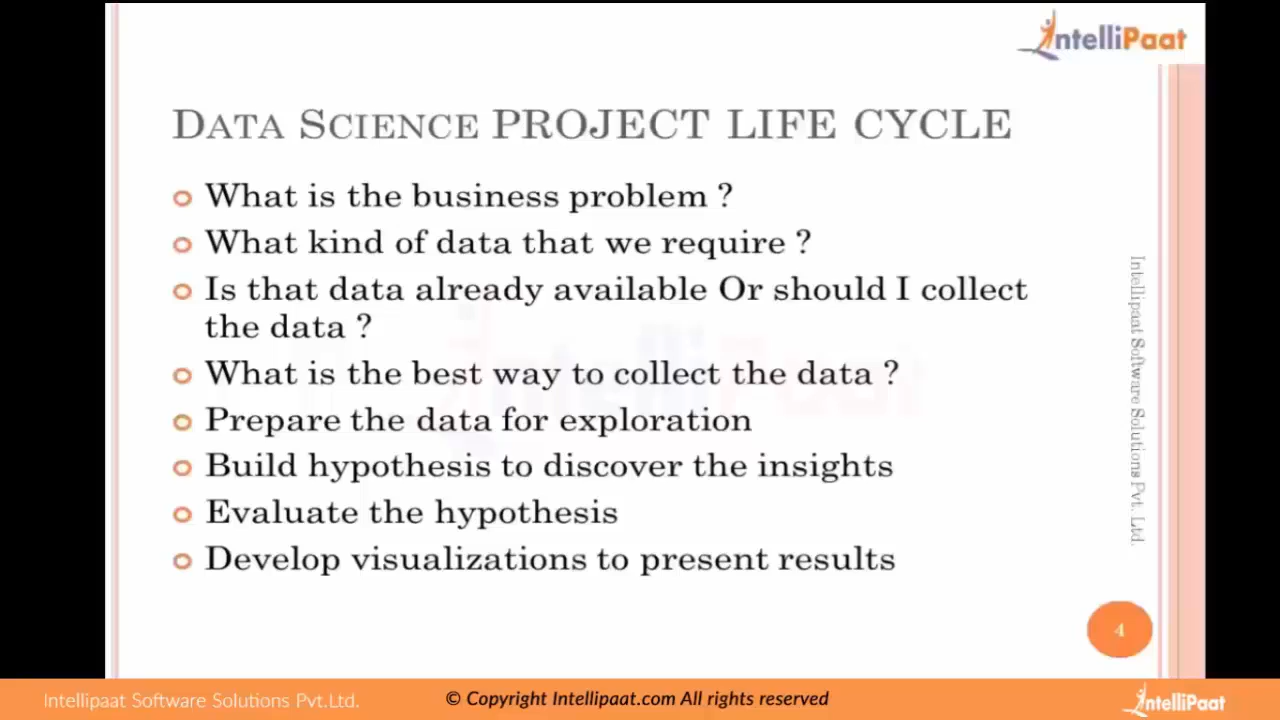 IntelliPaat
DATA SCIENCE PROJECT LIFE CYCLE
What is the business problem ?
What kind of data that we require ?
Is that data already available Or should I collect
the data ?
What is the best way to collect the data ?
Prepare the data for exploration
Build hypothesis to discover the insights
Evaluate the hypothesis
Develop visualizations to present results
Intellipaat Software Solutions Pvt. Ltd.
4
Intellipaat Software Solutions Pvt.Ltd.
© Copyright Intellipaat.com All rights reserved
IntelliPaat